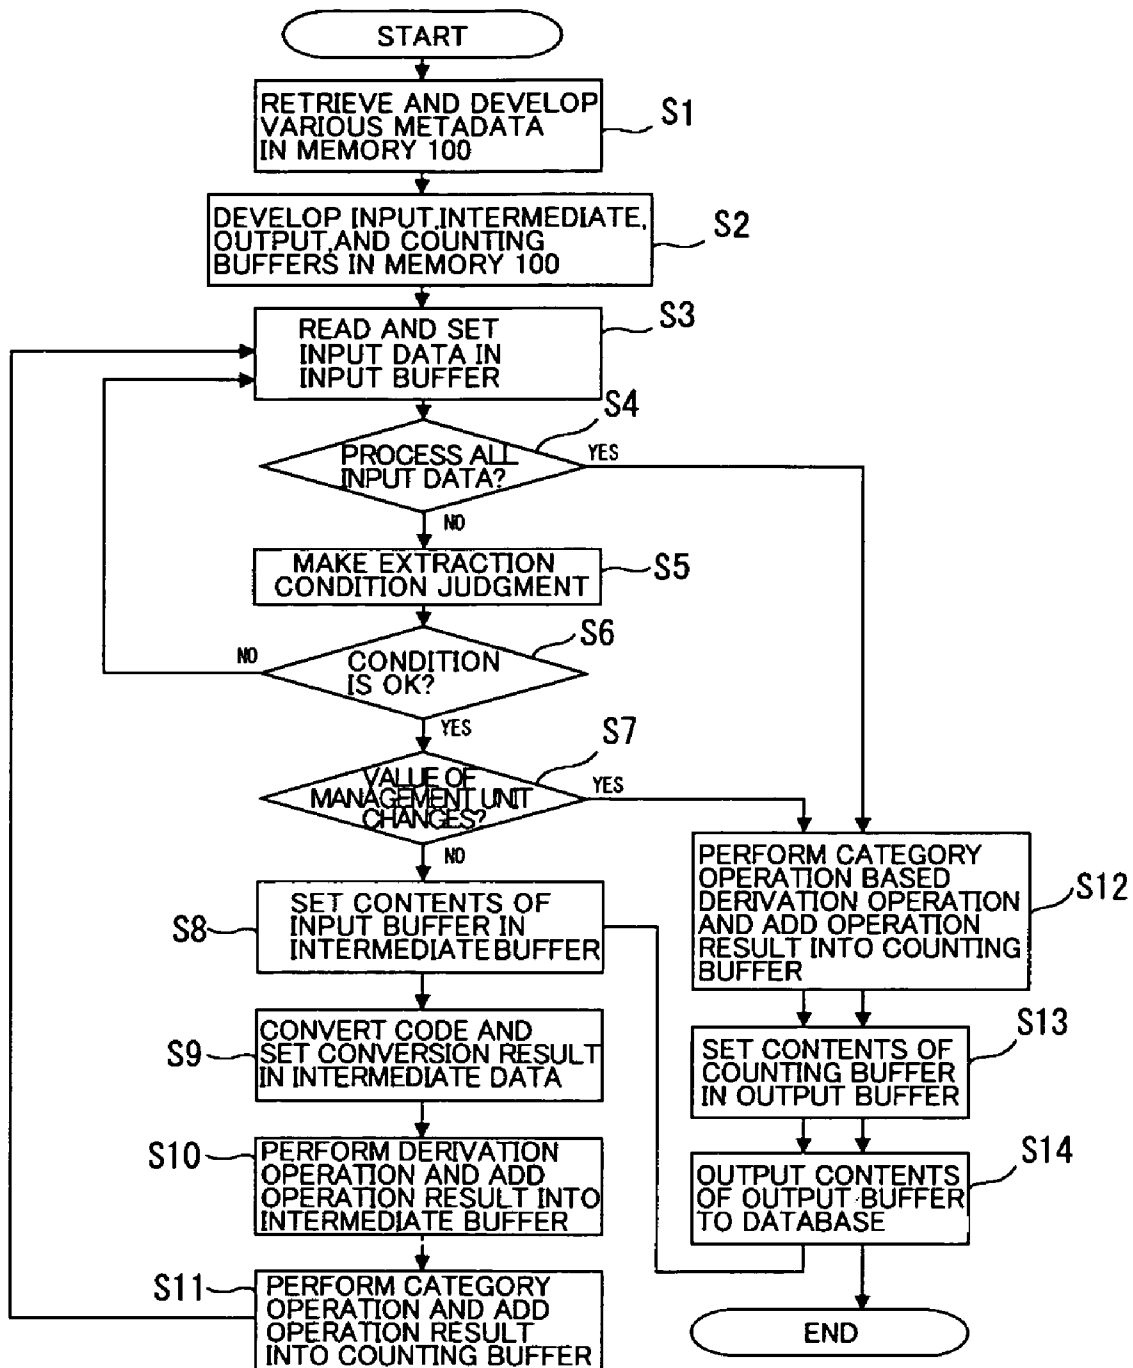 START
RETRIEVE AND DEVELOP
VARIOUS METADATA
IN MEMORY 100
S1
DEVELOP INPUT,INTERMEDIATE,
OUTPUT,AND COUNTING
BUFFERS IN MEMORY 100
S2
READ AND SET
INPUT DATA IN
INPUT BUFFER
S3
S4
PROCESS ALL
INPUT DATA?
YES
NO
MAKE EXTRACTION
CONDITION JUDGMENT
S5
S6
CONDITION
IS OK?
NO
YES
S7
VALUE OF
MANAGEMENT UNIT
CHANGES?
YES
NO
S8
SET CONTENTS OF
INPUT BUFFER IN
INTERMEDIATE BUFFER
S9
CONVERT CODE AND
SET CONVERSION RESULT
IN INTERMEDIATE DATA
S10
PERFORM DERIVATION
OPERATION AND ADD
OPERATION RESULT INTO
INTERMEDIATE BUFFER
S11
PERFORM CATEGORY
OPERATION AND ADD
OPERATION RESULT
INTO COUNTING BUFFER
PERFORM CATEGORY
OPERATION BASED
DERIVATION OPERATION
AND ADD OPERATION
RESULT INTO COUNTING
BUFFER
S12
SET CONTENTS OF
COUNTING BUFFER
IN OUTPUT BUFFER
S13
OUTPUT CONTENTS
OF OUTPUT BUFFER
TO DATABASE
S14
END